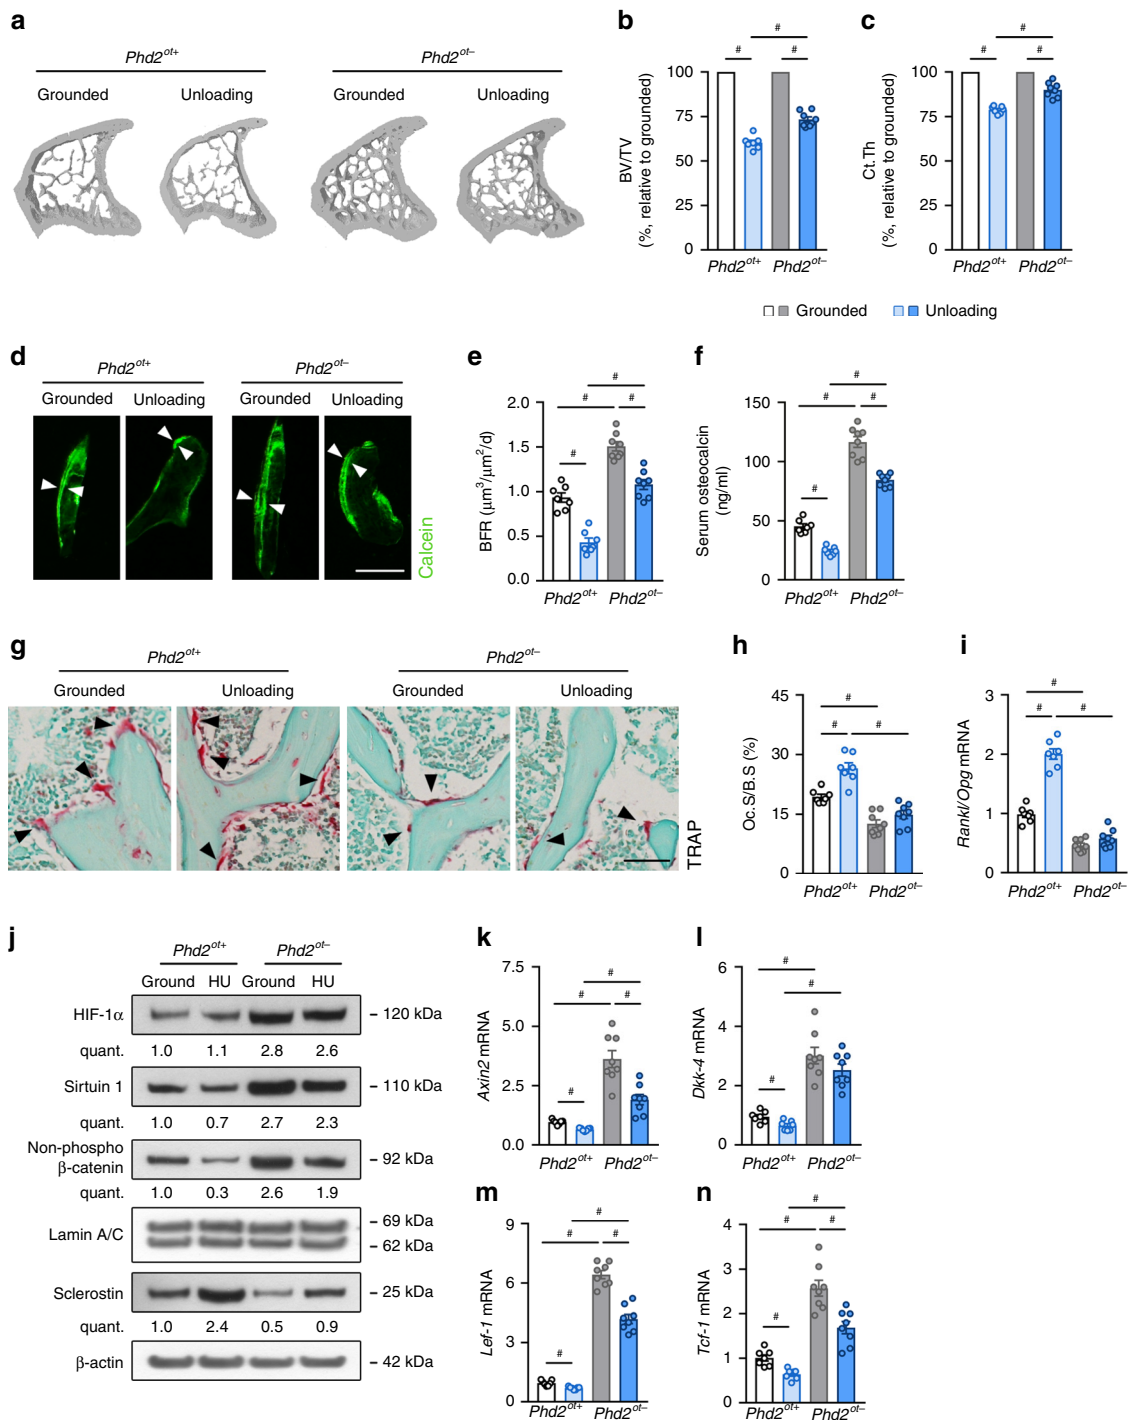 a
Phd2ot+
Phd2ot–
Grounded
Unloading
Grounded
Unloading
b
#
#
#
100
75
50
25
0
BV/TV
(%, relative to grounded)
Phd2ot+
Phd2ot–
c
#
#
#
100
75
50
25
0
Ct.Th
(%, relative to grounded)
Phd2ot+
Phd2ot–
Grounded
Unloading
d
Phd2ot+
Phd2ot–
Grounded
Unloading
Grounded
Unloading
Calcein
e
#
#
#
#
2.0
1.5
1.0
0.5
0.0
BFR (μm3/μm2/d)
Phd2ot+
Phd2ot–
f
#
#
#
#
150
100
50
0
Serum osteocalcin
(ng/ml)
Phd2ot+
Phd2ot–
g
Phd2ot+
Phd2ot–
Grounded
Unloading
Grounded
Unloading
TRAP
h
#
#
#
45
30
15
0
Oc.S/B.S (%)
Phd2ot+
Phd2ot–
i
#
#
#
3
2
1
0
Rankl/Opg mRNA
Phd2ot+
Phd2ot–
j
Phd2ot+
Phd2ot–
Ground HU Ground HU
HIF-1α – 120 kDa
quant. 1.0 1.1 2.8 2.6
Sirtuin 1 – 110 kDa
quant. 1.0 0.7 2.7 2.3
Non-phospho
β-catenin – 92 kDa
quant. 1.0 0.3 2.6 1.9
Lamin A/C – 69 kDa
– 62 kDa
Sclerostin – 25 kDa
quant. 1.0 2.4 0.5 0.9
β-actin – 42 kDa
k
#
#
#
#
7.5
5.0
2.5
0.0
Axin2 mRNA
Phd2ot+
Phd2ot–
l
#
#
#
6
4
2
0
Dkk-4 mRNA
Phd2ot+
Phd2ot–
m
#
#
#
#
9
6
3
0
Lef-1 mRNA
Phd2ot+
Phd2ot–
n
#
#
#
#
4
3
2
1
0
Tcf-1 mRNA
Phd2ot+
Phd2ot–